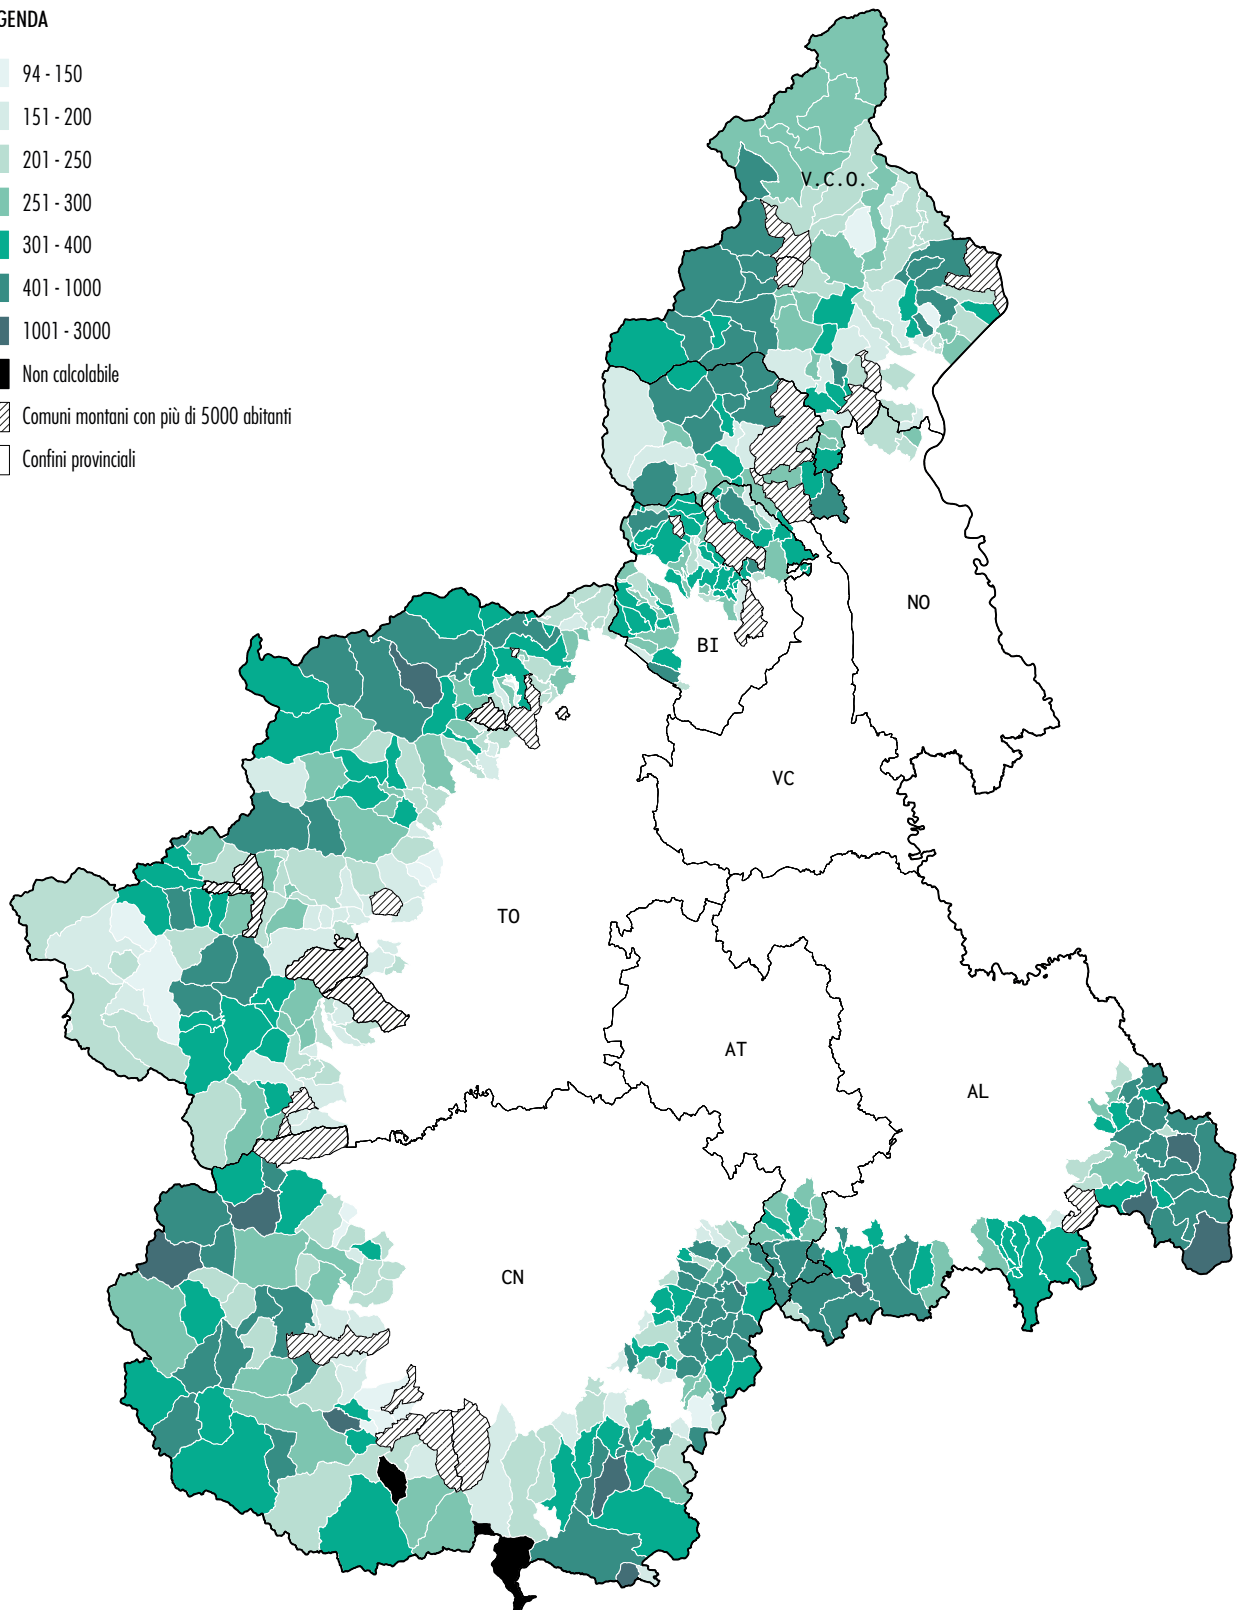 GENDA
94 - 150
151 - 200
201 - 250
251 - 300
301 - 400
401 - 1000
1001 - 3000
Non calcolabile
Comuni montani con più di 5000 abitanti
Confini provinciali
V.C.O.
NO
BI
VC
TO
AT
AL
CN